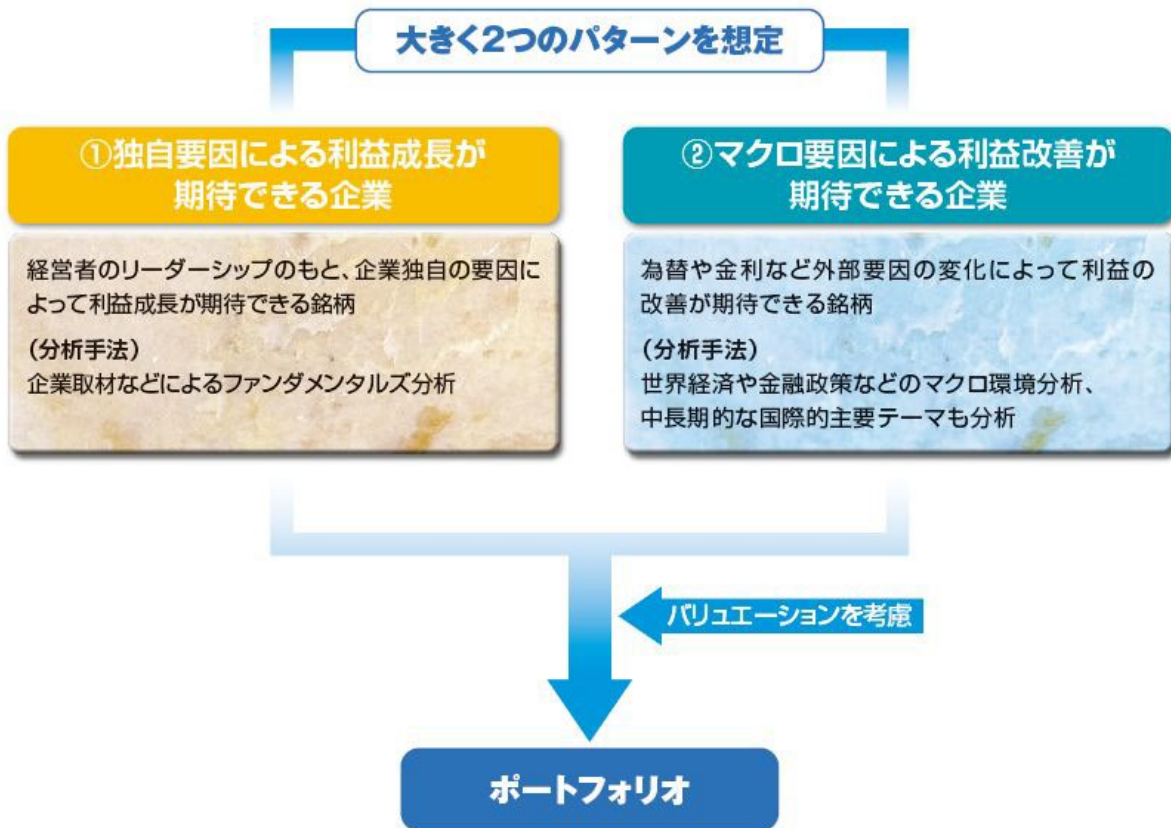 大きく2つのパターンを想定
①独自要因による利益成長が
期待できる企業
経営者のリーダーシップのもと、企業独自の要因に
よって利益成長が期待できる銘柄
(分析手法)
企業取材などによるファンダメンタルズ分析
②マクロ要因による利益改善が
期待できる企業
為替や金利など外部要因の変化によって利益の
改善が期待できる銘柄
(分析手法)
世界経済や金融政策などのマクロ環境分析、
中長期的な国際的主要テーマも分析
バリュエーションを考慮
ポートフォリオ